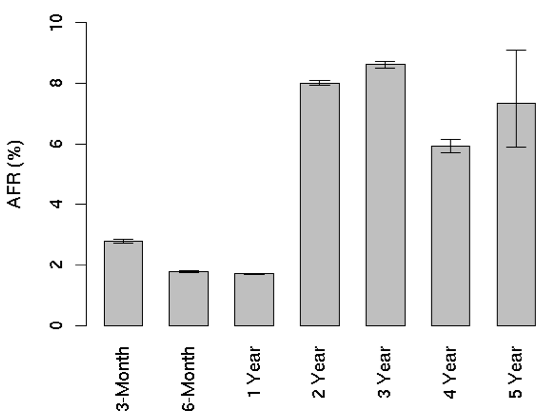 AFR (%)
10
8
6
4
2
0
3-Month
6-Month
1 Year
2 Year
3 Year
4 Year
5 Year